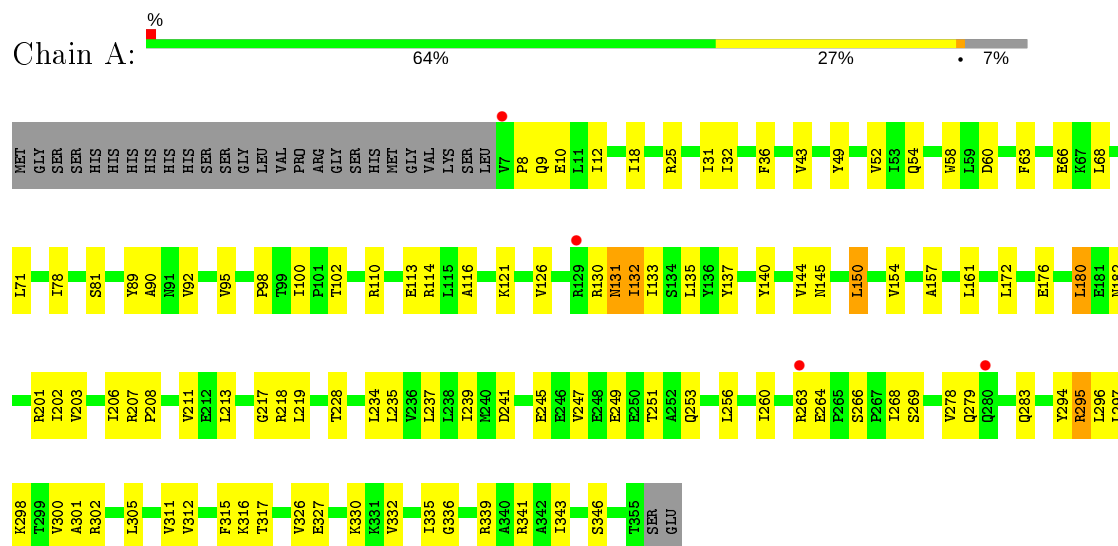 %
Chain A:
64% 27% • 7%
MET GLY SER SER HIS HIS HIS HIS HIS HIS SER SER GLY LEU VAL PRO ARG GLY SER HIS MET GLY VAL LYS SER LEU V7 P8 Q9 E10 L11 I12 I18 R25 I31 I32 F36 V43 Y49 V52 I53 Q54 W58 L59 D60 F63 E66 K67 L68
L71 I78 S81 Y89 A90 N91 V92 V95 P98 T99 I100 P101 T102 R110 E113 R114 L115 A116 K121 V126 R129 R130 N131 I132 I133 S134 L135 Y136 Y137 Y140 V144 N145 L150 V154 A157 L161 L172 E176 L180 E181 N182
R201 I202 V203 I206 R207 P208 V211 E212 L213 G217 R218 L219 T228 L234 L235 V236 L237 L238 I239 M240 D241 E245 E246 V247 E248 E249 E250 T251 A252 Q253 L256 I260 R263 E264 P265 S266 P267 I268 S269 V278 Q279 Q280 Q283 Y294 R295 L296 L297
K298 T299 V300 A301 R302 L305 V311 V312 F315 K316 T317 V326 E327 K330 K331 V332 I335 G336 R339 A340 R341 A342 I343 S346 T355 SER GLU